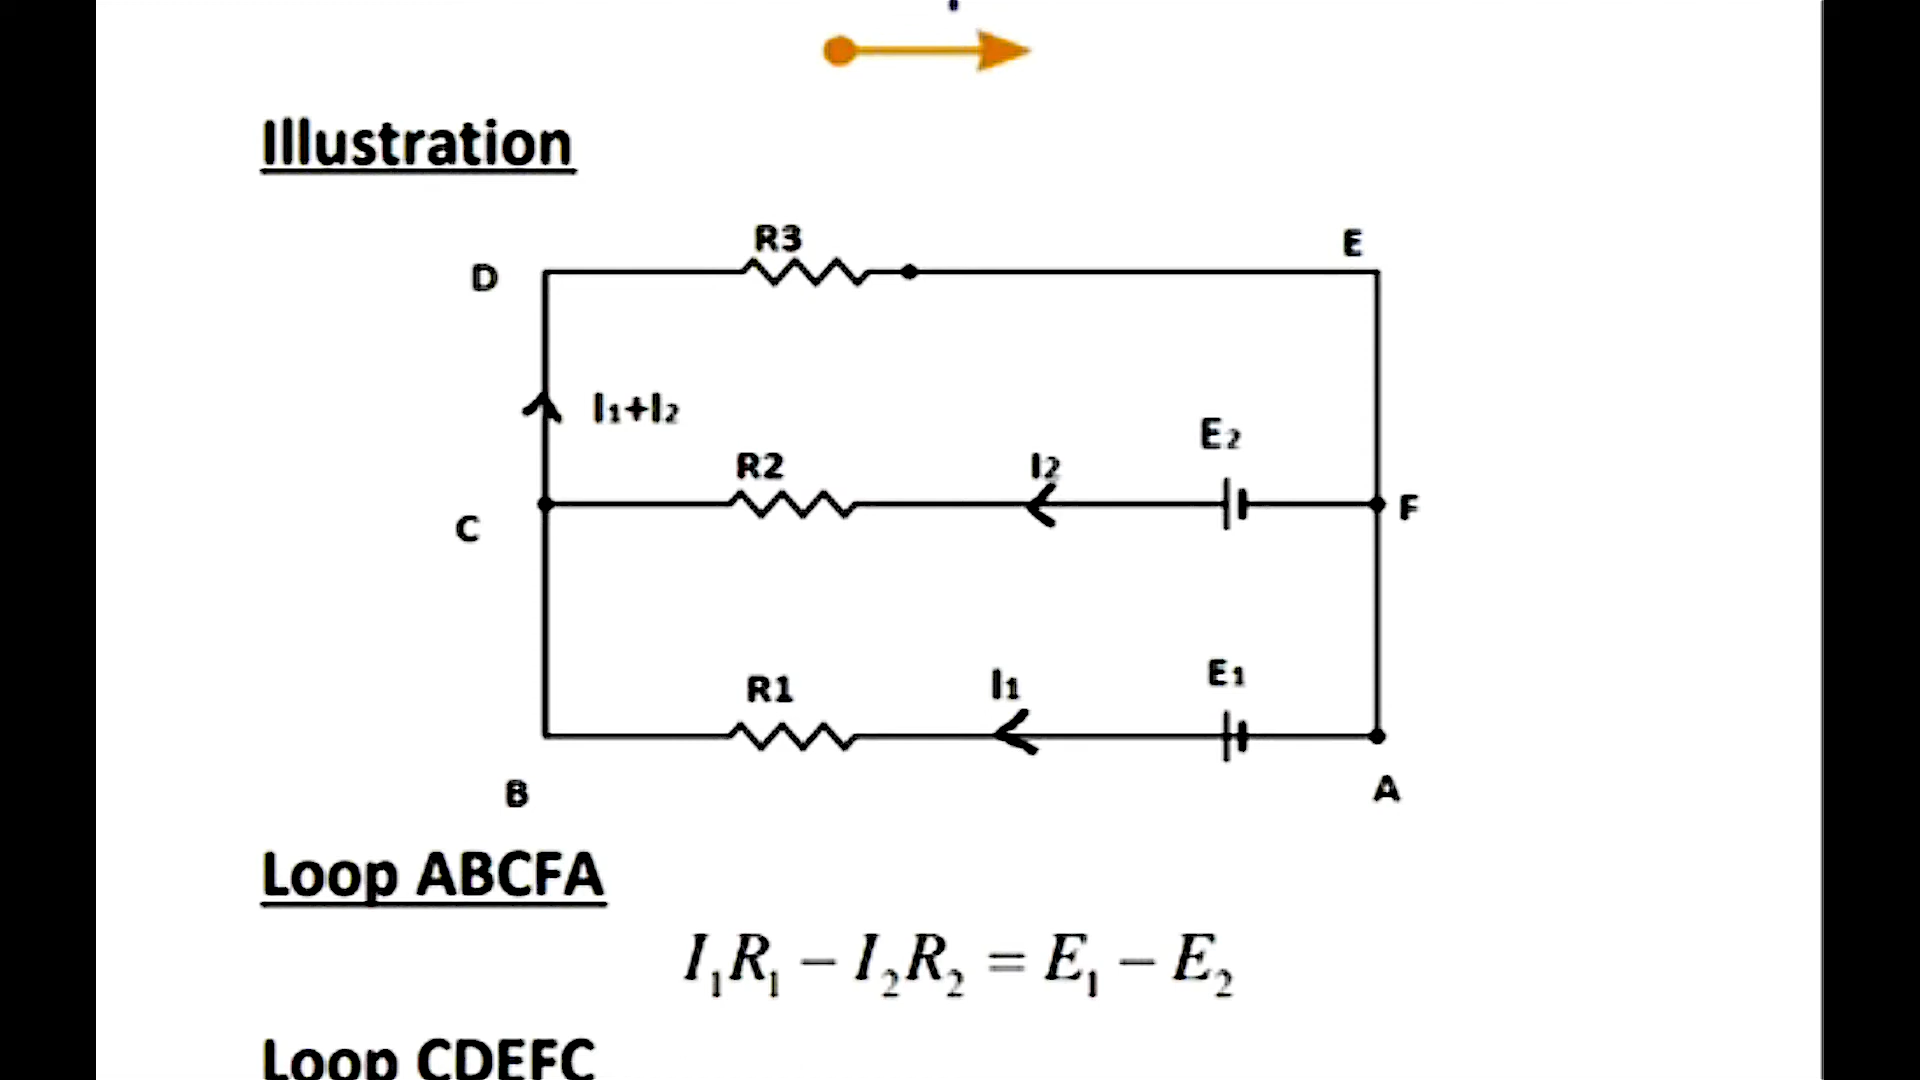 Illustration
R3
E
D
I₁+I₂
E₂
R2
I₂
F
C
E₁
R1
I₁
B
A
Loop ABCFA
I₁R₁ − I₂R₂ = E₁ − E₂
Loop CDEFC